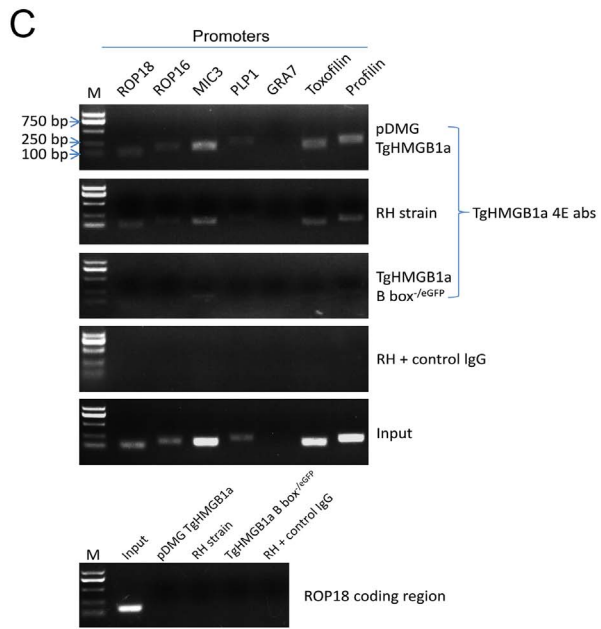 C
Promoters
M ROP18 ROP16 MIC3 PLP1 GRA7 Toxofilin Profilin
750 bp
250 bp
100 bp
pDMG
TgHMGB1a
RH strain
TgHMGB1a 4E abs
TgHMGB1a
B box-/eGFP
RH + control IgG
Input
M Input pDMG TgHMGB1a RH strain TgHMGB1a B box-/eGFP RH + control IgG
ROP18 coding region